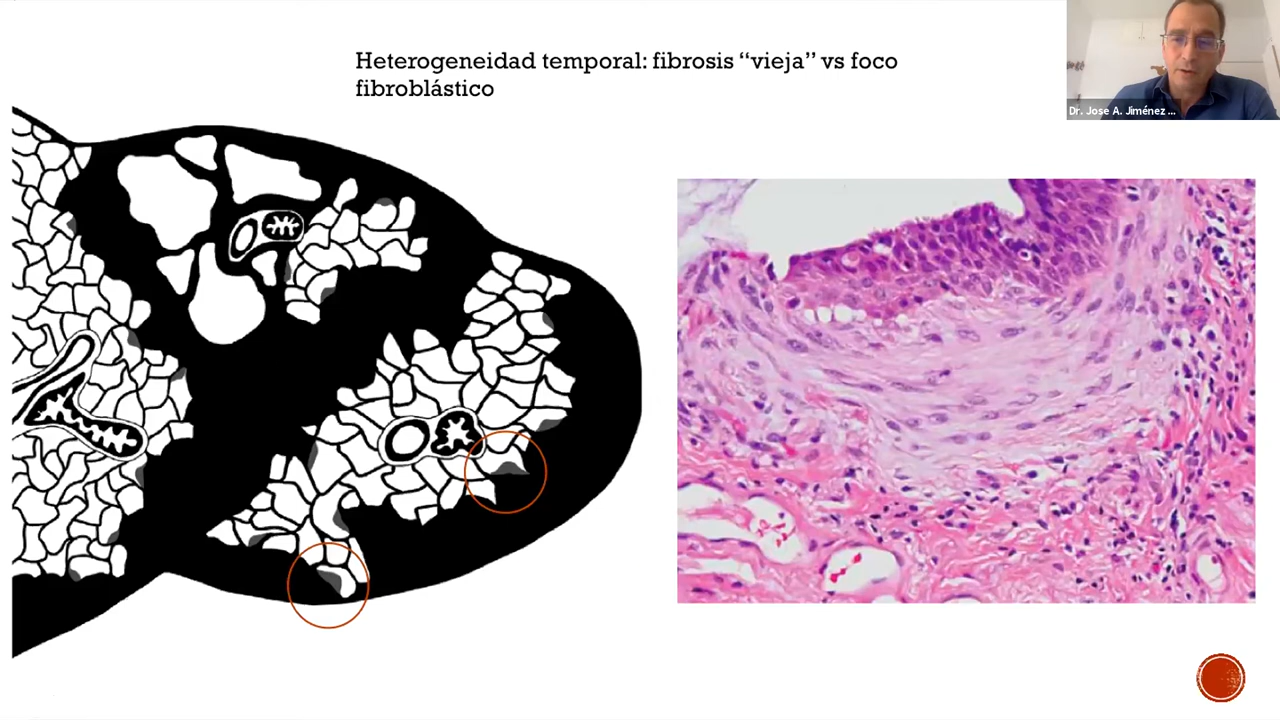 Heterogeneidad temporal: fibrosis “vieja” vs foco
fibroblástico
Dr. Jose A. Jiménez ...